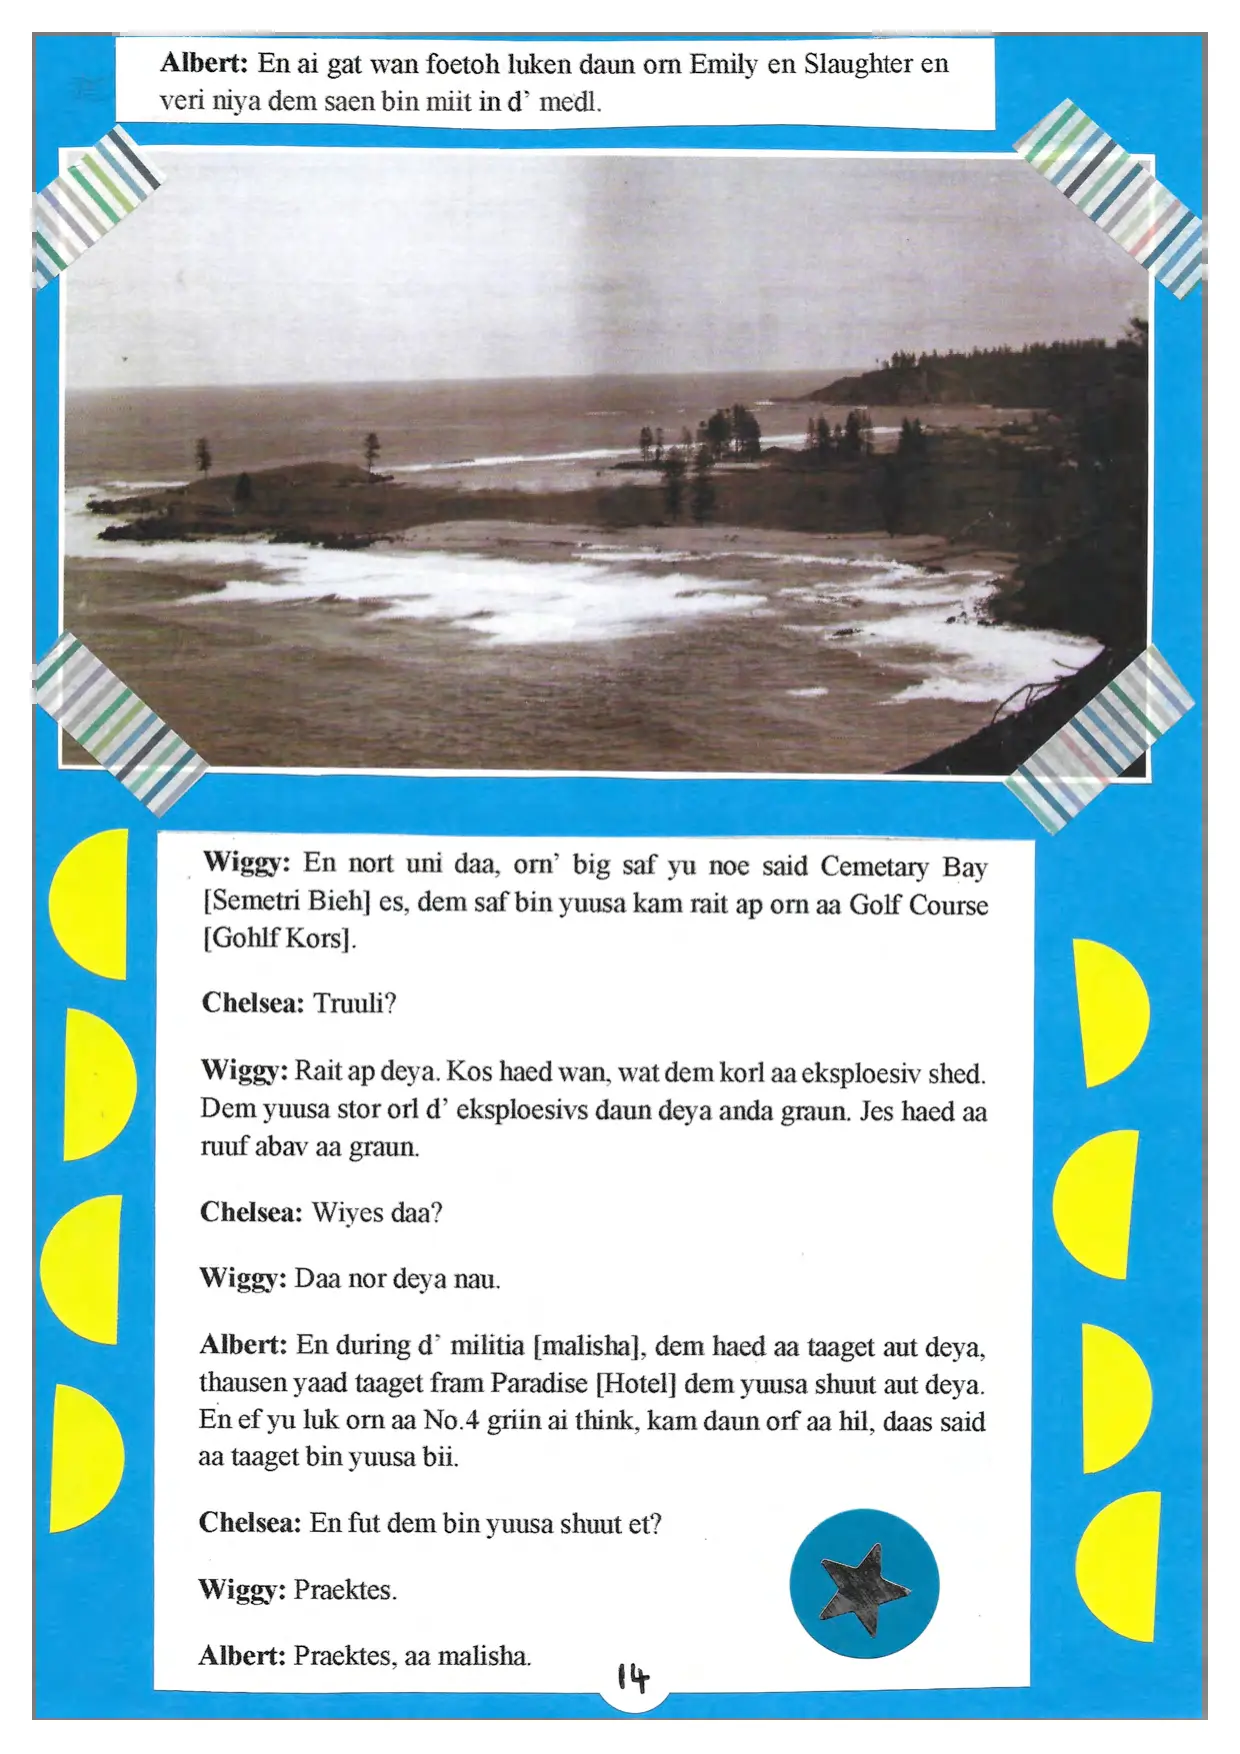 Albert: En ai gat wan foetoh luken daun orn Emily en Slaughter en
veri niya dem saen bin miit in d’ medl.
Wiggy: En nort uni daa, orn’ big saf yu noe said Cemetary Bay
[Semetri Bieh] es, dem saf bin yuusa kam rait ap orn aa Golf Course
[Gohlf Kors].
Chelsea: Truuli?
Wiggy: Rait ap deya. Kos haed wan, wat dem korl aa eksploesiv shed.
Dem yuusa stor orl d’ eksploesivs daun deya anda graun. Jes haed aa
ruuf abav aa graun.
Chelsea: Wiyes daa?
Wiggy: Daa nor deya nau.
Albert: En during d’ militia [malisha], dem haed aa taaget aut deya,
thausen yaad taaget fram Paradise [Hotel] dem yuusa shuut aut deya.
En ef yu luk orn aa No.4 griin ai think, kam daun orf aa hil, daas said
aa taaget bin yuusa bii.
Chelsea: En fut dem bin yuusa shuut et?
Wiggy: Praektes.
Albert: Praektes, aa malisha.
14